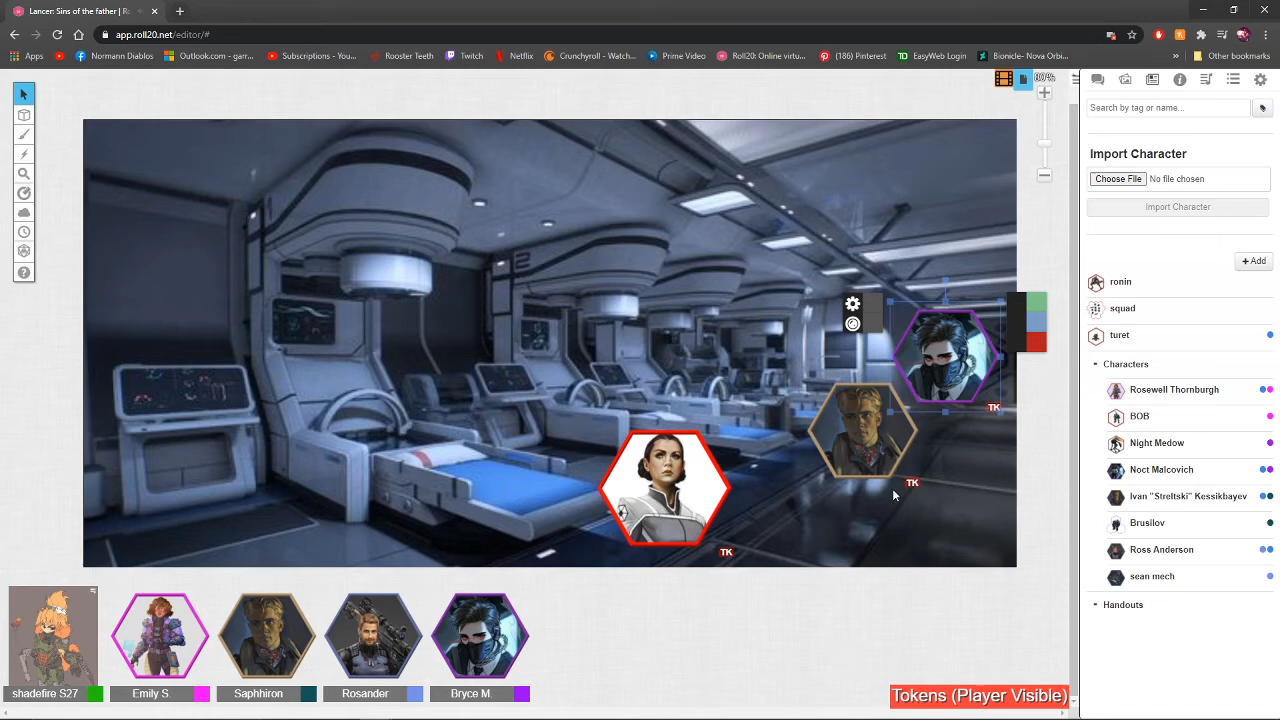 Lancer: Sins of the father | Ro
app.roll20.net/editor/#
Apps
Normann Diablos
Outlook.com - garr...
Subscriptions - You...
Rooster Teeth
Twitch
Netflix
Crunchyroll - Watch...
Prime Video
Roll20: Online virtu...
(186) Pinterest
TD EasyWeb Login
Bionicle- Nova Orbi...
Other bookmarks
80%
Search by tag or name...
Import Character
Choose File No file chosen
Import Character
+ Add
ronin
squad
turet
Characters
Rosewell Thornburgh
BOB
Night Medow
Noct Malcovich
Ivan "Streltski" Kessikbayev
Brusilov
Ross Anderson
sean mech
Handouts
2
TK
TK
TK
shadefire S27
Emily S.
Saphhiron
Rosander
Bryce M.
Tokens (Player Visible)